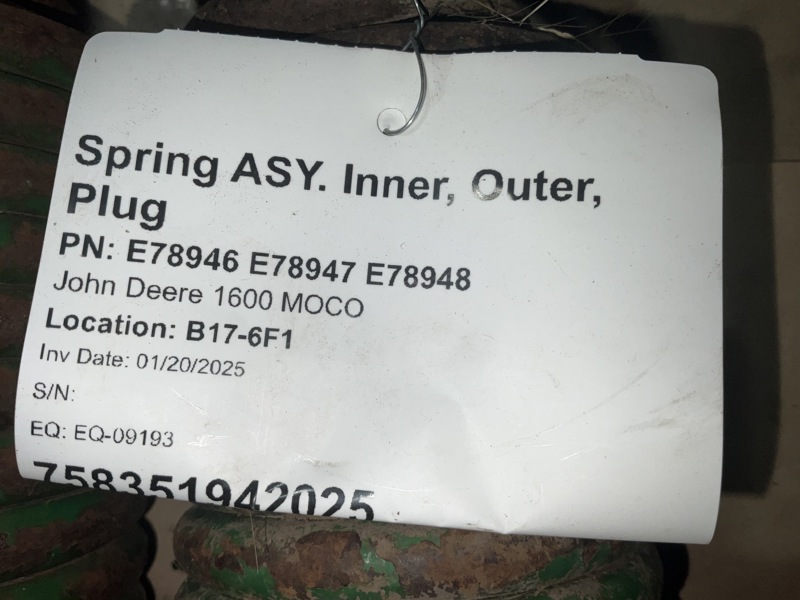 Spring ASY. Inner, Outer,
Plug
PN: E78946 E78947 E78948
John Deere 1600 MOCO
Location: B17-6F1
Inv Date: 01/20/2025
S/N:
EQ: EQ-09193
758351942025